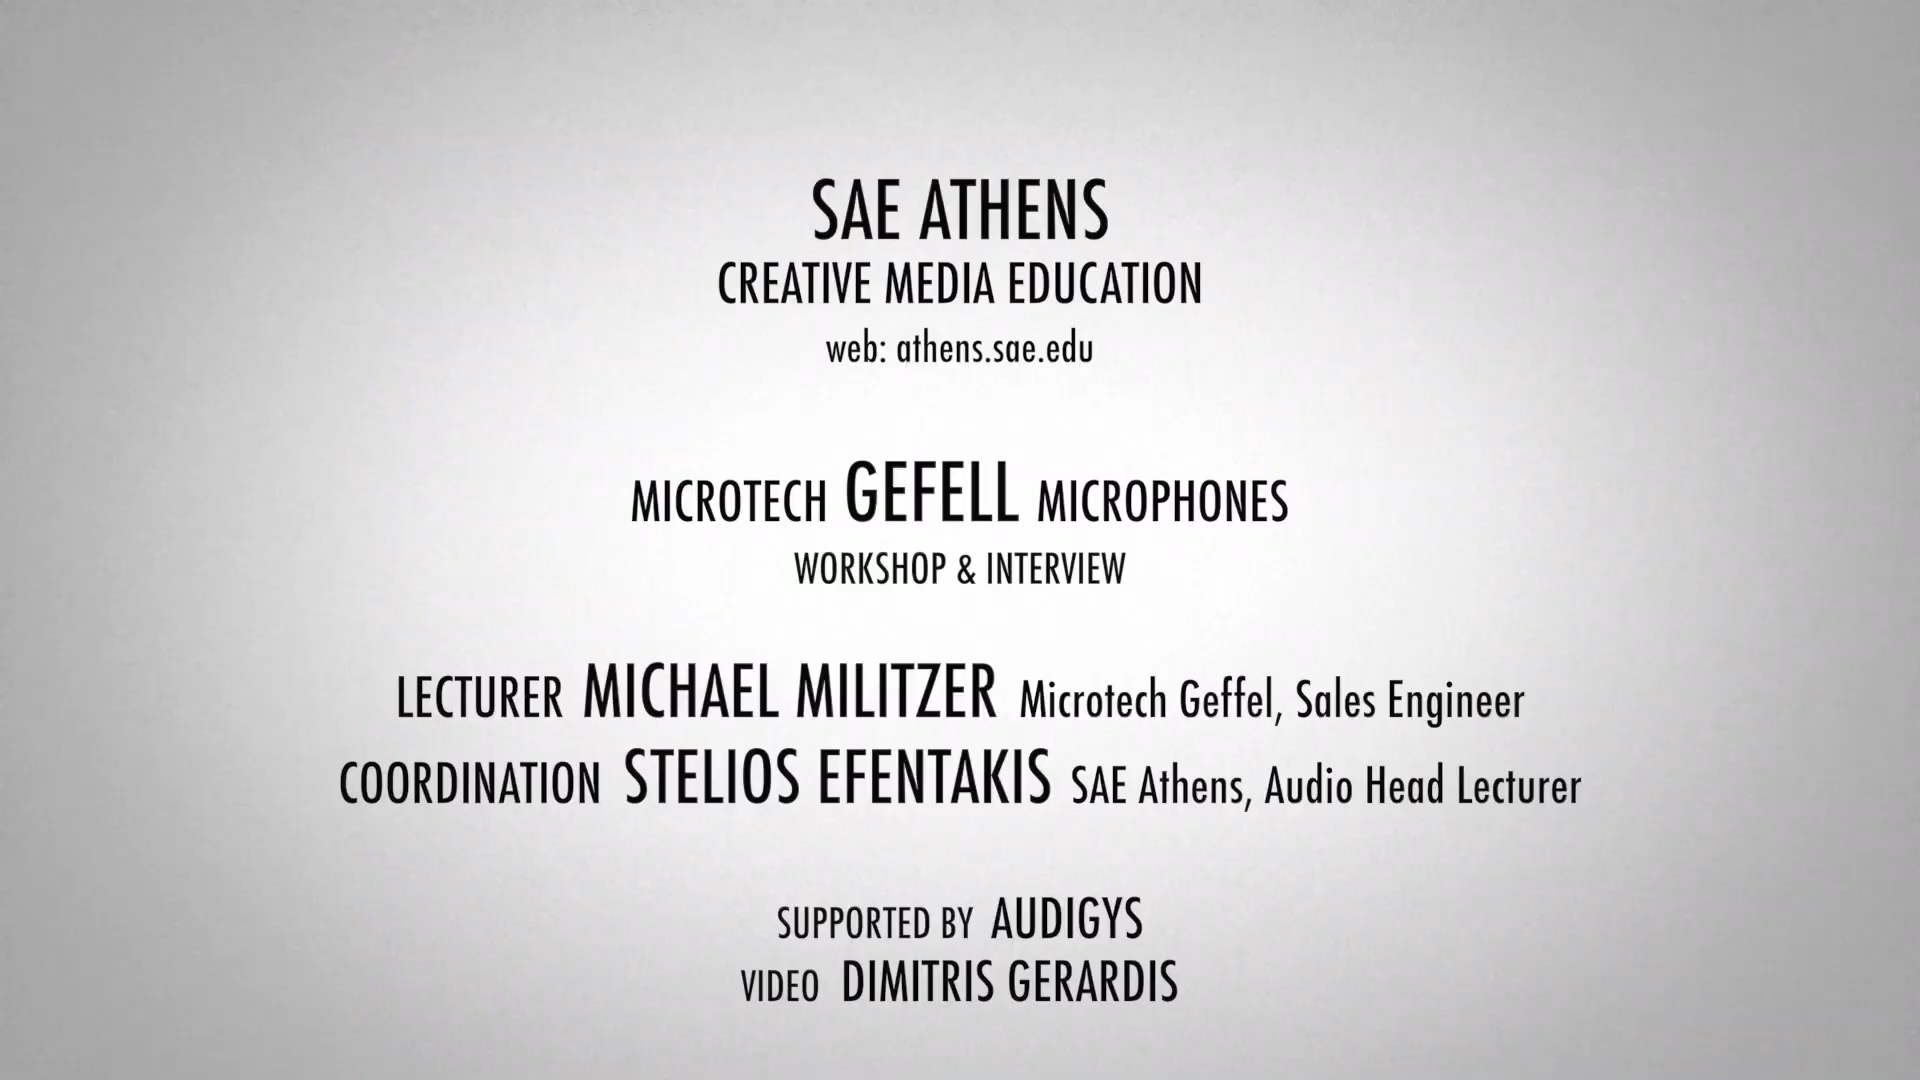 SAE ATHENS
CREATIVE MEDIA EDUCATION
web: athens.sae.edu
MICROTECH GEFELL MICROPHONES
WORKSHOP & INTERVIEW
LECTURER MICHAEL MILITZER Microtech Geffel, Sales Engineer
COORDINATION STELIOS EFENTAKIS SAE Athens, Audio Head Lecturer
SUPPORTED BY AUDIGYS
VIDEO DIMITRIS GERARDIS